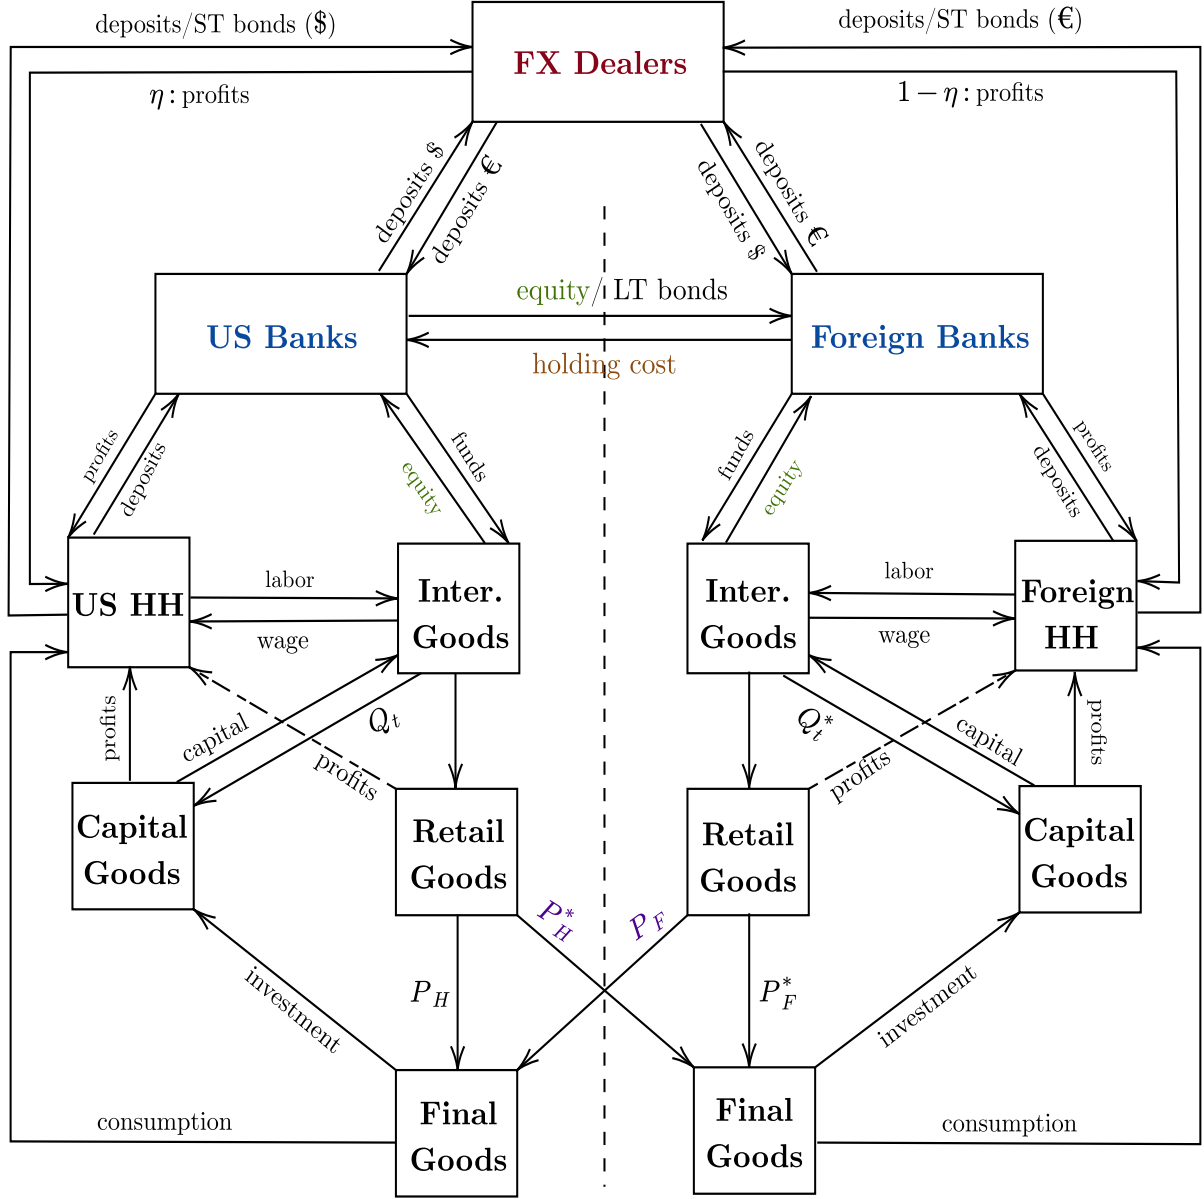 deposits/ST bonds ($)
deposits/ST bonds (€)
FX Dealers
η : profits
1 − η : profits
deposits $
deposits €
deposits $
deposits €
equity/ LT bonds
US Banks
Foreign Banks
holding cost
profits
deposits
equity
funds
funds
equity
deposits
profits
US HH
labor
wage
Inter.
Goods
Inter.
Goods
labor
wage
Foreign
HH
profits
capital
Q_t
profits
Q_t^*
profits
capital
profits
Capital
Goods
Retail
Goods
Retail
Goods
Capital
Goods
P_H^*
P_F
investment
P_H
P_F^*
investment
consumption
Final
Goods
Final
Goods
consumption